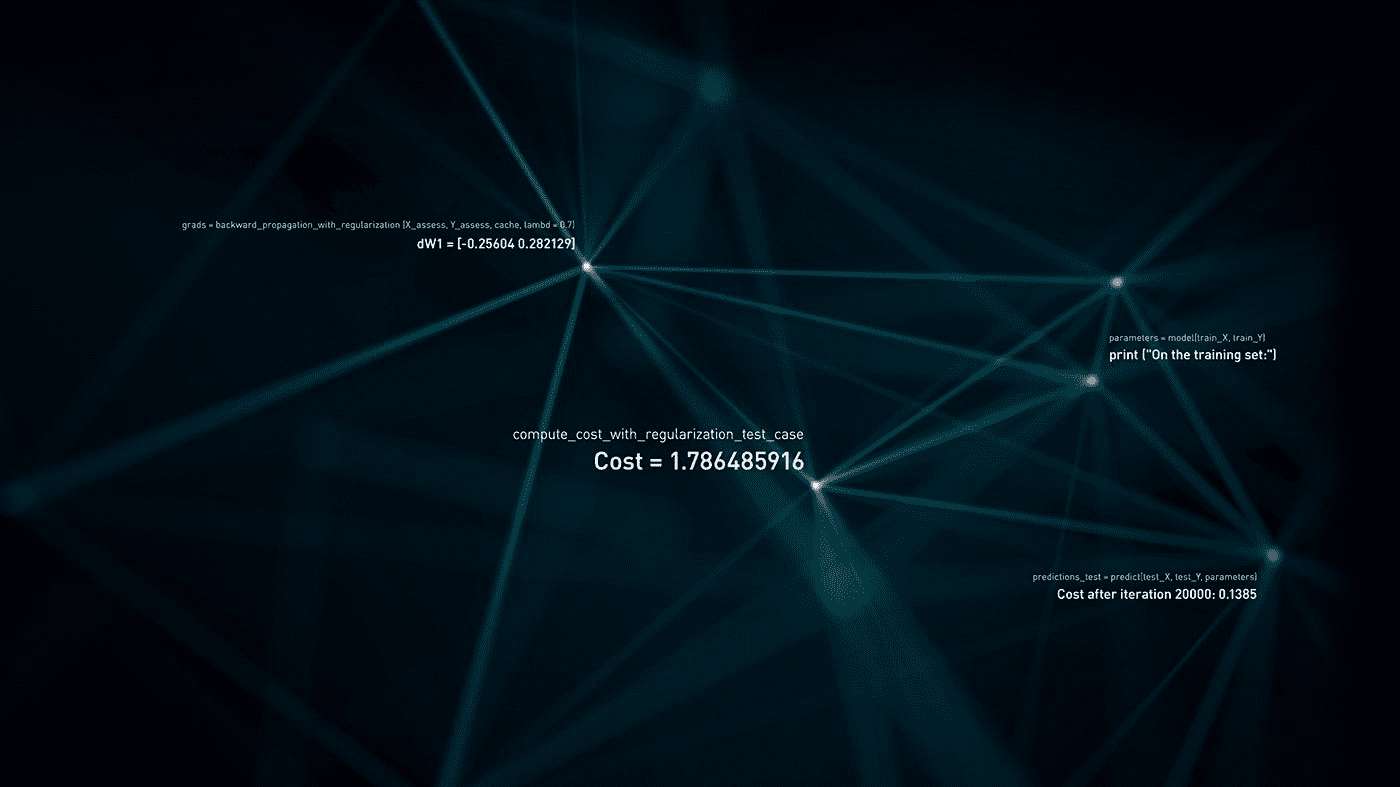 grads = backward_propagation_with_regularization (X_assess, Y_assess, cache, lambd = 0.7)
dW1 = [-0.25604 0.282129]
parameters = model(train_X, train_Y)
print ("On the training set:")
compute_cost_with_regularization_test_case
Cost = 1.786485916
predictions_test = predict(test_X, test_Y, parameters)
Cost after iteration 20000: 0.1385